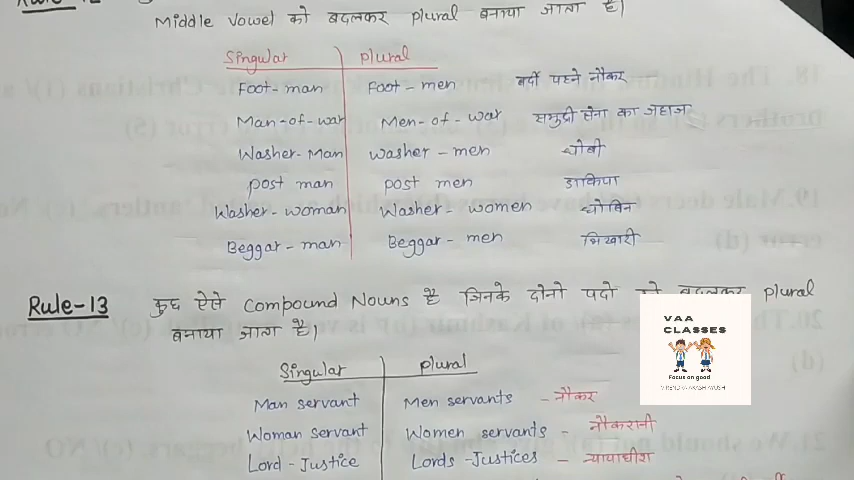 Rule-12
Middle Vowel को बदलकर plural बनाया जाता है।
Singular plural
Foot-man Foot-men वर्दी पहने नौकर
Man-of-war Men-of-war समुद्री सेना का जहाज
Washer-Man washer-men धोबी
post man post men डाकिया
Washer-woman Washer-women धोबिन
Beggar-man Beggar-men भिखारी
Rule-13 कुछ ऐसे Compound Nouns है जिनके दोनो पदो को बदलकर plural
बनाया जाता है।
Singular plural
Man servant Men servants - नौकर
Woman servant Women servants - नौकरानी
Lord-Justice Lords-Justices - न्यायाधीश
VAA
CLASSES
Focus on good